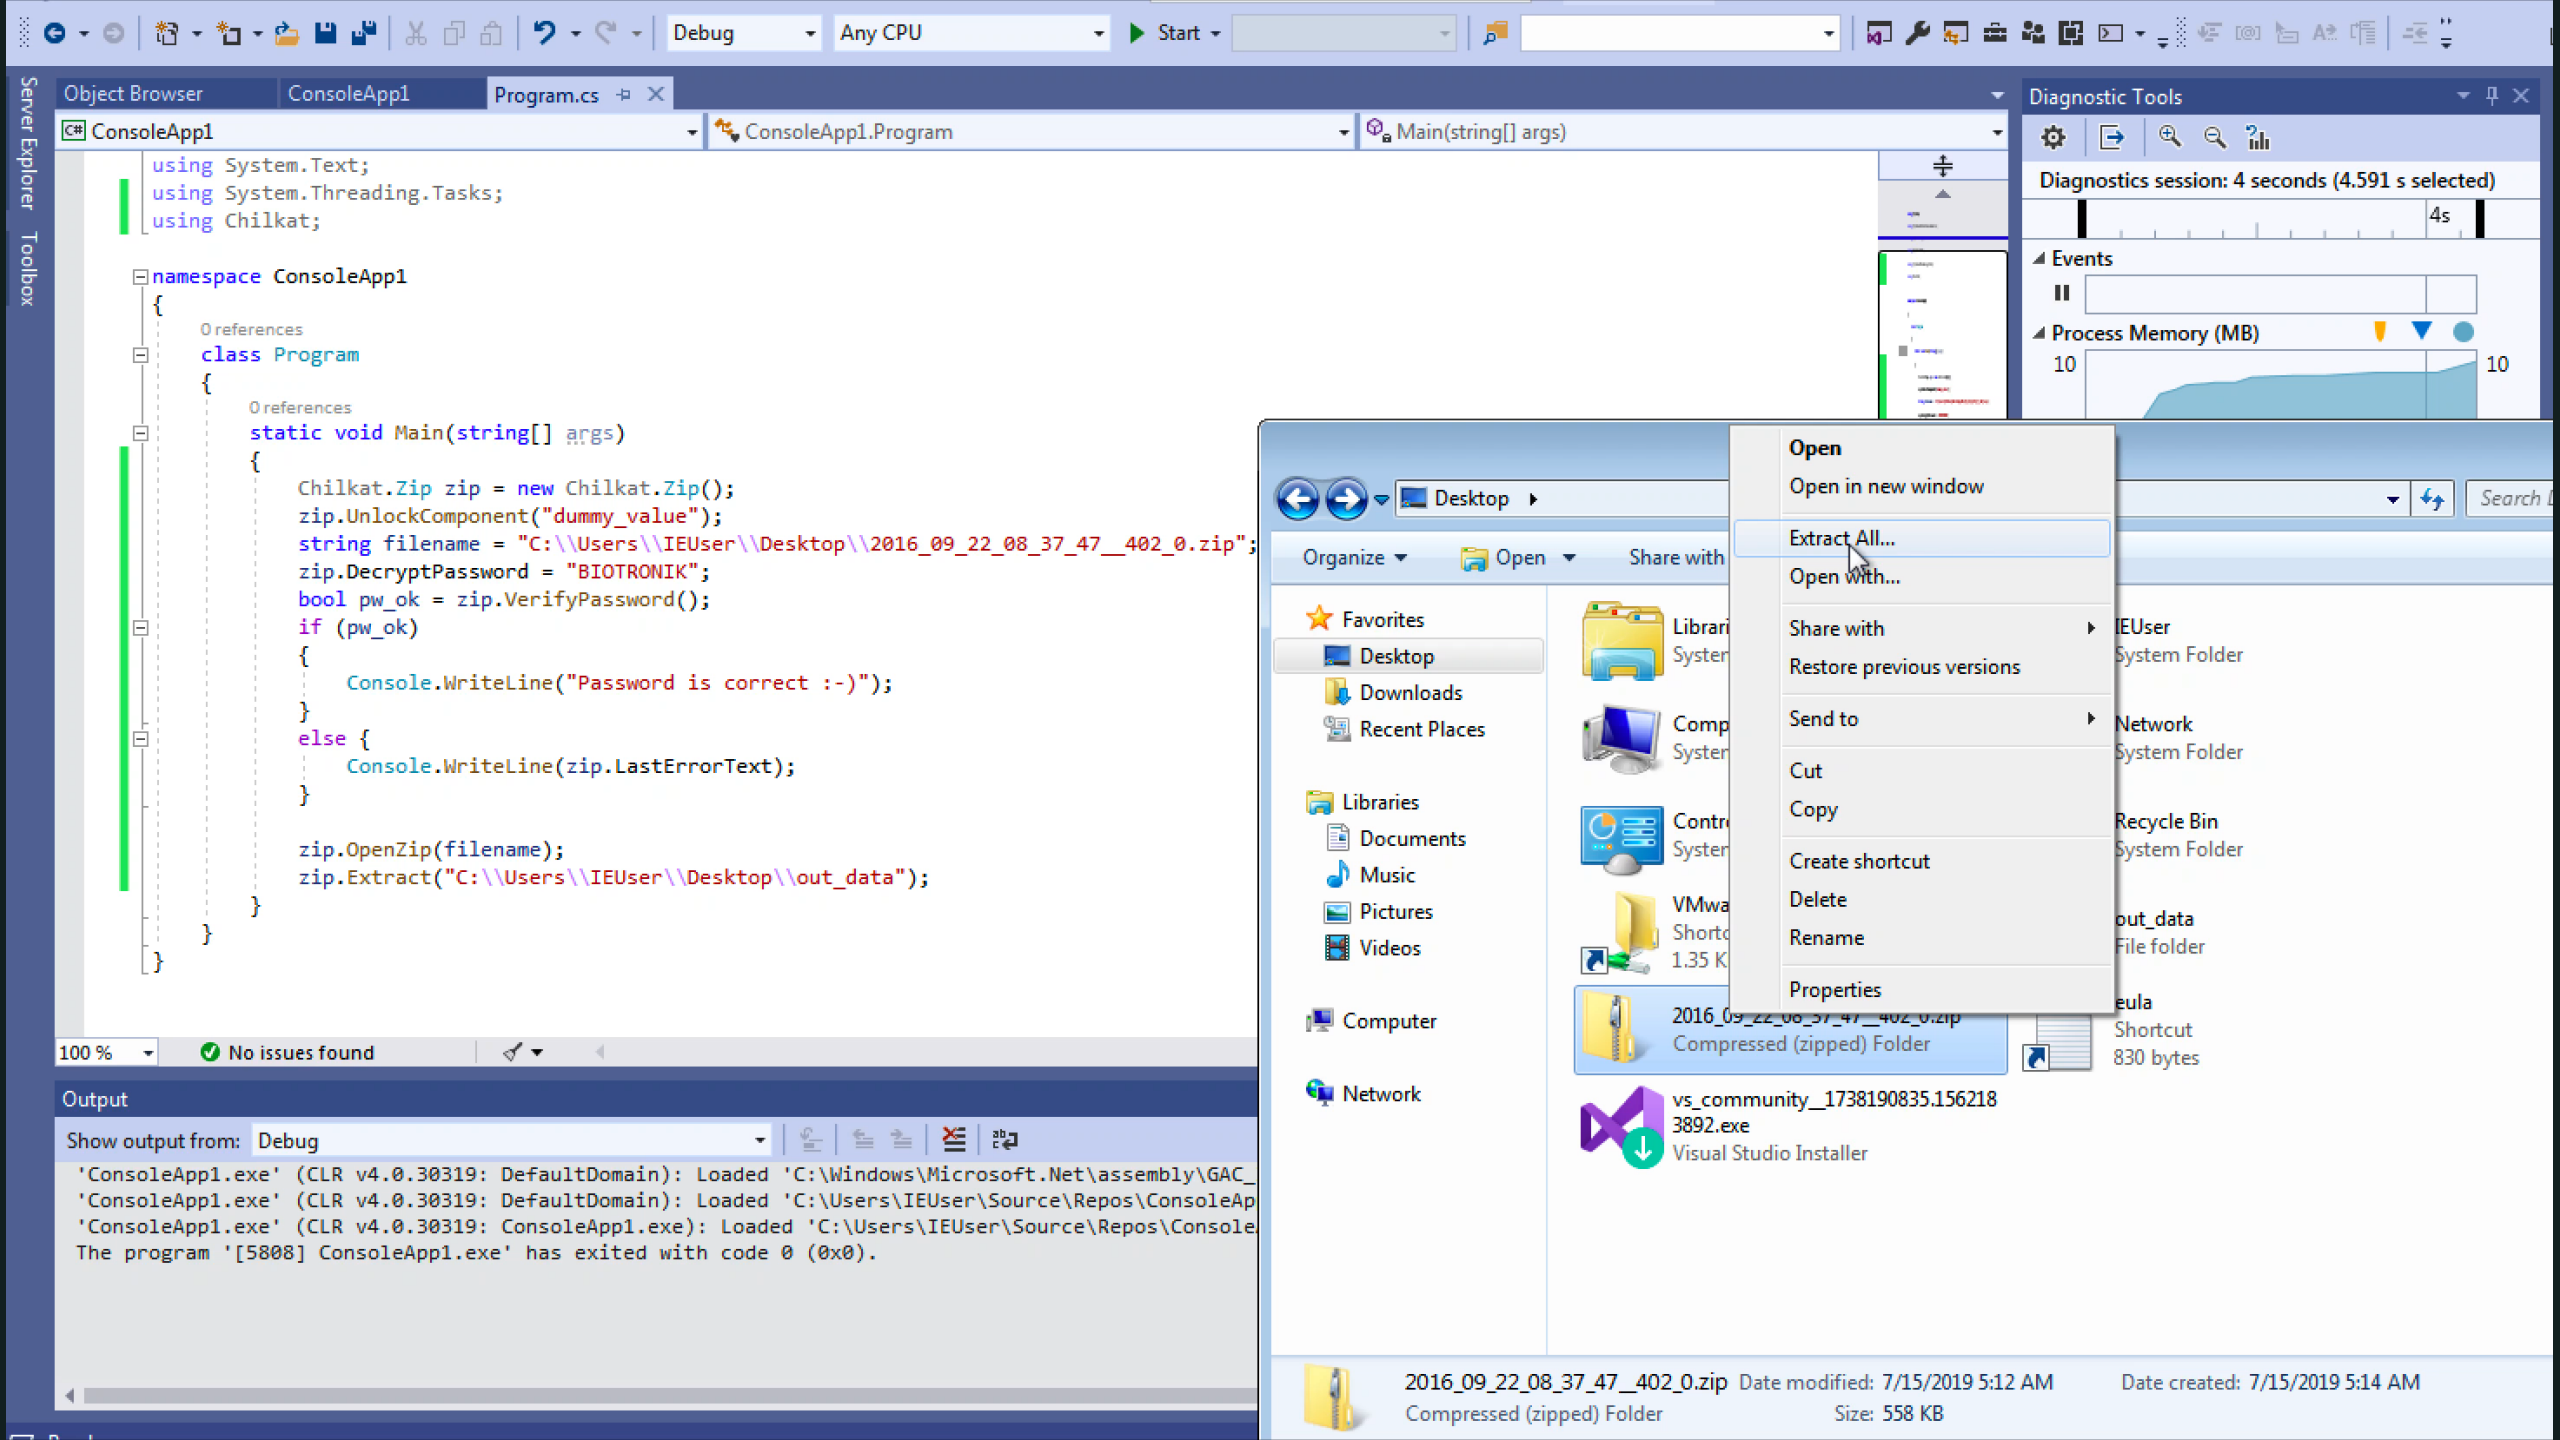 Debug
Any CPU
Start
Server Explorer
Toolbox
Object Browser
ConsoleApp1
Program.cs
C# ConsoleApp1
ConsoleApp1.Program
Main(string[] args)
using System.Text;
using System.Threading.Tasks;
using Chilkat;
namespace ConsoleApp1
{
0 references
class Program
{
0 references
static void Main(string[] args)
{
Chilkat.Zip zip = new Chilkat.Zip();
zip.UnlockComponent("dummy_value");
string filename = "C:\\Users\\IEUser\\Desktop\\2016_09_22_08_37_47__402_0.zip";
zip.DecryptPassword = "BIOTRONIK";
bool pw_ok = zip.VerifyPassword();
if (pw_ok)
{
Console.WriteLine("Password is correct :-)");
}
else {
Console.WriteLine(zip.LastErrorText);
}
zip.OpenZip(filename);
zip.Extract("C:\\Users\\IEUser\\Desktop\\out_data");
}
}
}
100 %
No issues found
Output
Show output from: Debug
'ConsoleApp1.exe' (CLR v4.0.30319: DefaultDomain): Loaded 'C:\Windows\Microsoft.Net\assembly\GAC_
'ConsoleApp1.exe' (CLR v4.0.30319: DefaultDomain): Loaded 'C:\Users\IEUser\Source\Repos\ConsoleAp
'ConsoleApp1.exe' (CLR v4.0.30319: ConsoleApp1.exe): Loaded 'C:\Users\IEUser\Source\Repos\Console
The program '[5808] ConsoleApp1.exe' has exited with code 0 (0x0).
Diagnostic Tools
Diagnostics session: 4 seconds (4.591 s selected)
4s
Events
Process Memory (MB)
10
10
Desktop
Search D
Organize
Open
Share with
Favorites
Desktop
Downloads
Recent Places
Libraries
Documents
Music
Pictures
Videos
Computer
Network
Librari
System
Comp
System
Contro
System
VMwa
Shortc
1.35 K
2016_09_22_08_37_47__402_0.zip
Compressed (zipped) Folder
vs_community__1738190835.156218
3892.exe
Visual Studio Installer
Open
Open in new window
Extract All...
Open with...
Share with
Restore previous versions
Send to
Cut
Copy
Create shortcut
Delete
Rename
Properties
IEUser
System Folder
Network
System Folder
Recycle Bin
System Folder
out_data
File folder
eula
Shortcut
830 bytes
2016_09_22_08_37_47__402_0.zip
Date modified: 7/15/2019 5:12 AM
Date created: 7/15/2019 5:14 AM
Compressed (zipped) Folder
Size: 558 KB